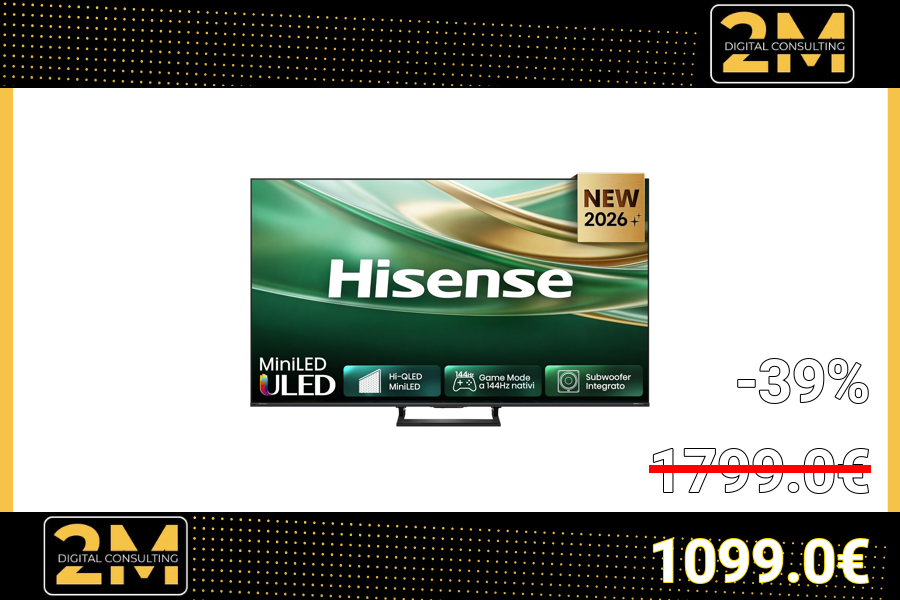 2M
DIGITAL CONSULTING
NEW
2026
Hisense
MiniLED
ULED
Hi-QLED
MiniLED
144Hz
Game Mode
a 144Hz nativi
Subwoofer
Integrato
-39%
1799.0€
2M
DIGITAL CONSULTING
1099.0€